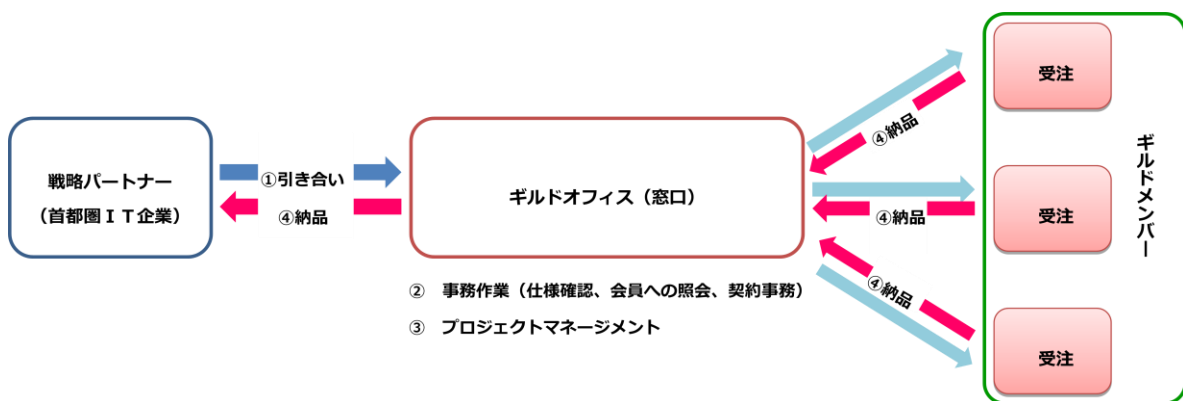 戦略パートナー
（首都圏ＩＴ企業）
①引き合い
④納品
ギルドオフィス（窓口）
②　事務作業（仕様確認、会員への照会、契約事務）
③　プロジェクトマネージメント
④納品
④納品
④納品
受注
受注
受注
ギルドメンバー